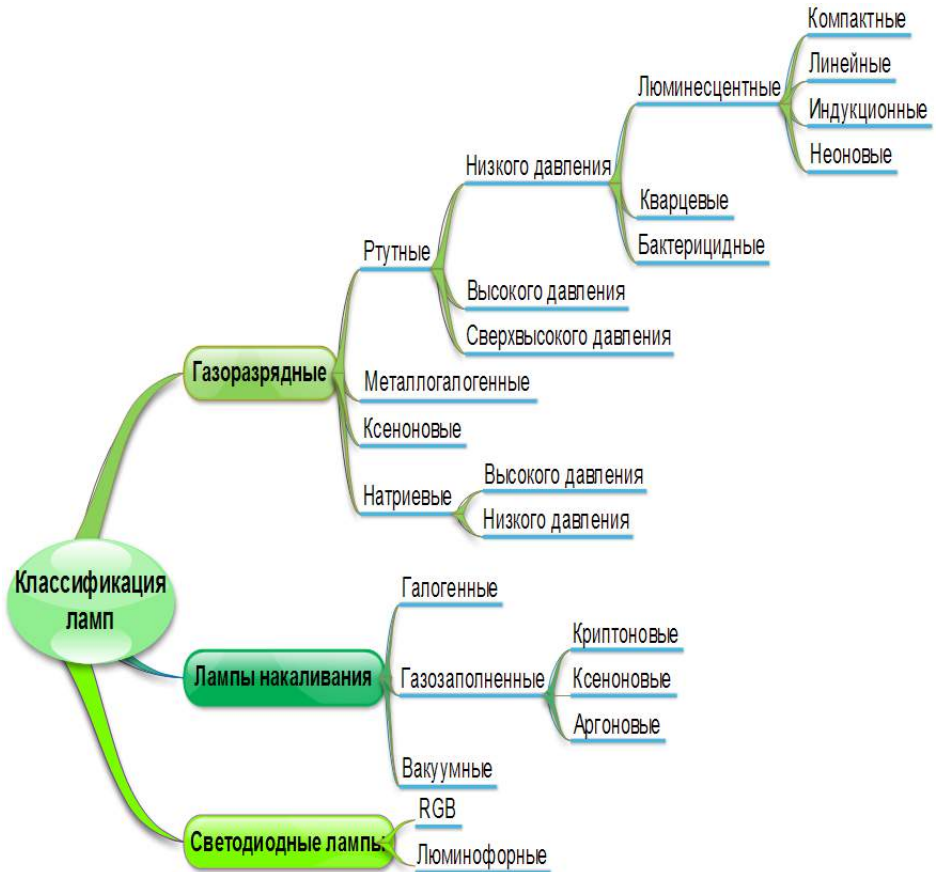 Классификация
ламп
Газоразрядные
Ртутные
Низкого давления
Люминесцентные
Компактные
Линейные
Индукционные
Неоновые
Кварцевые
Бактерицидные
Высокого давления
Сверхвысокого давления
Металлогалогенные
Ксеноновые
Натриевые
Высокого давления
Низкого давления
Лампы накаливания
Галогенные
Газозаполненные
Криптоновые
Ксеноновые
Аргоновые
Вакуумные
Светодиодные лампы
RGB
Люминофорные